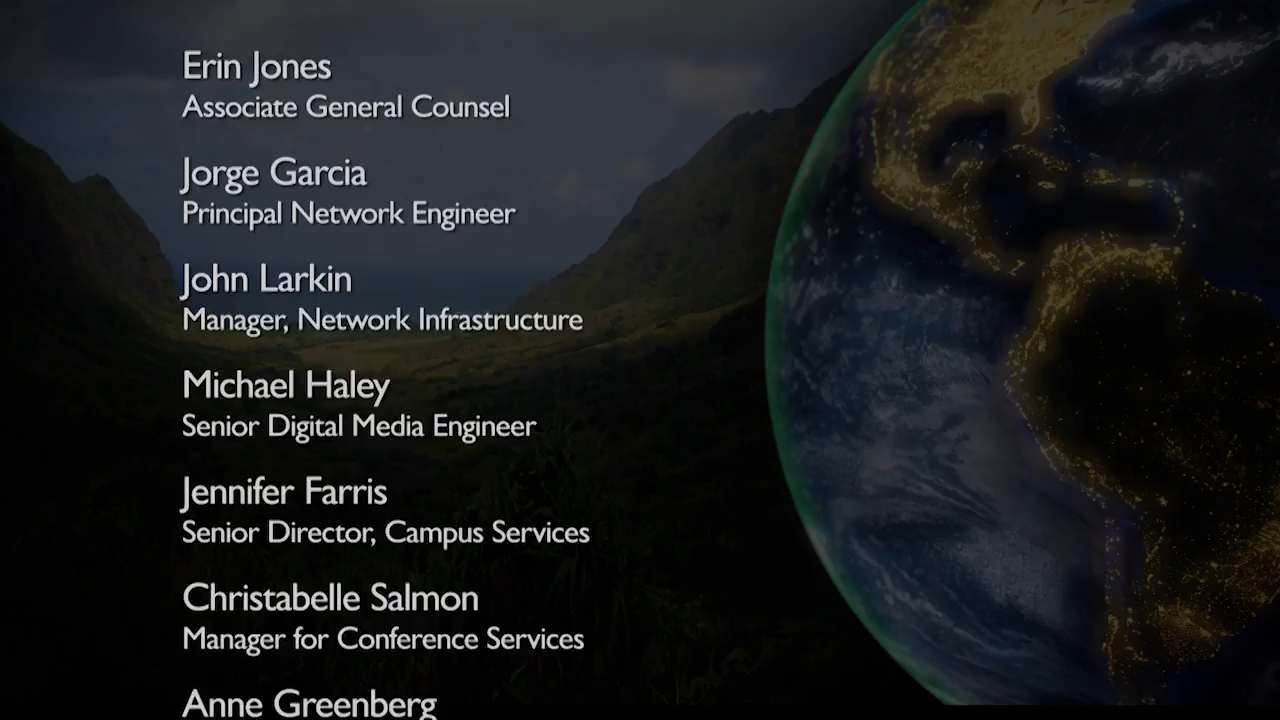 Erin Jones
Associate General Counsel
Jorge Garcia
Principal Network Engineer
John Larkin
Manager, Network Infrastructure
Michael Haley
Senior Digital Media Engineer
Jennifer Farris
Senior Director, Campus Services
Christabelle Salmon
Manager for Conference Services
Anne Greenberg